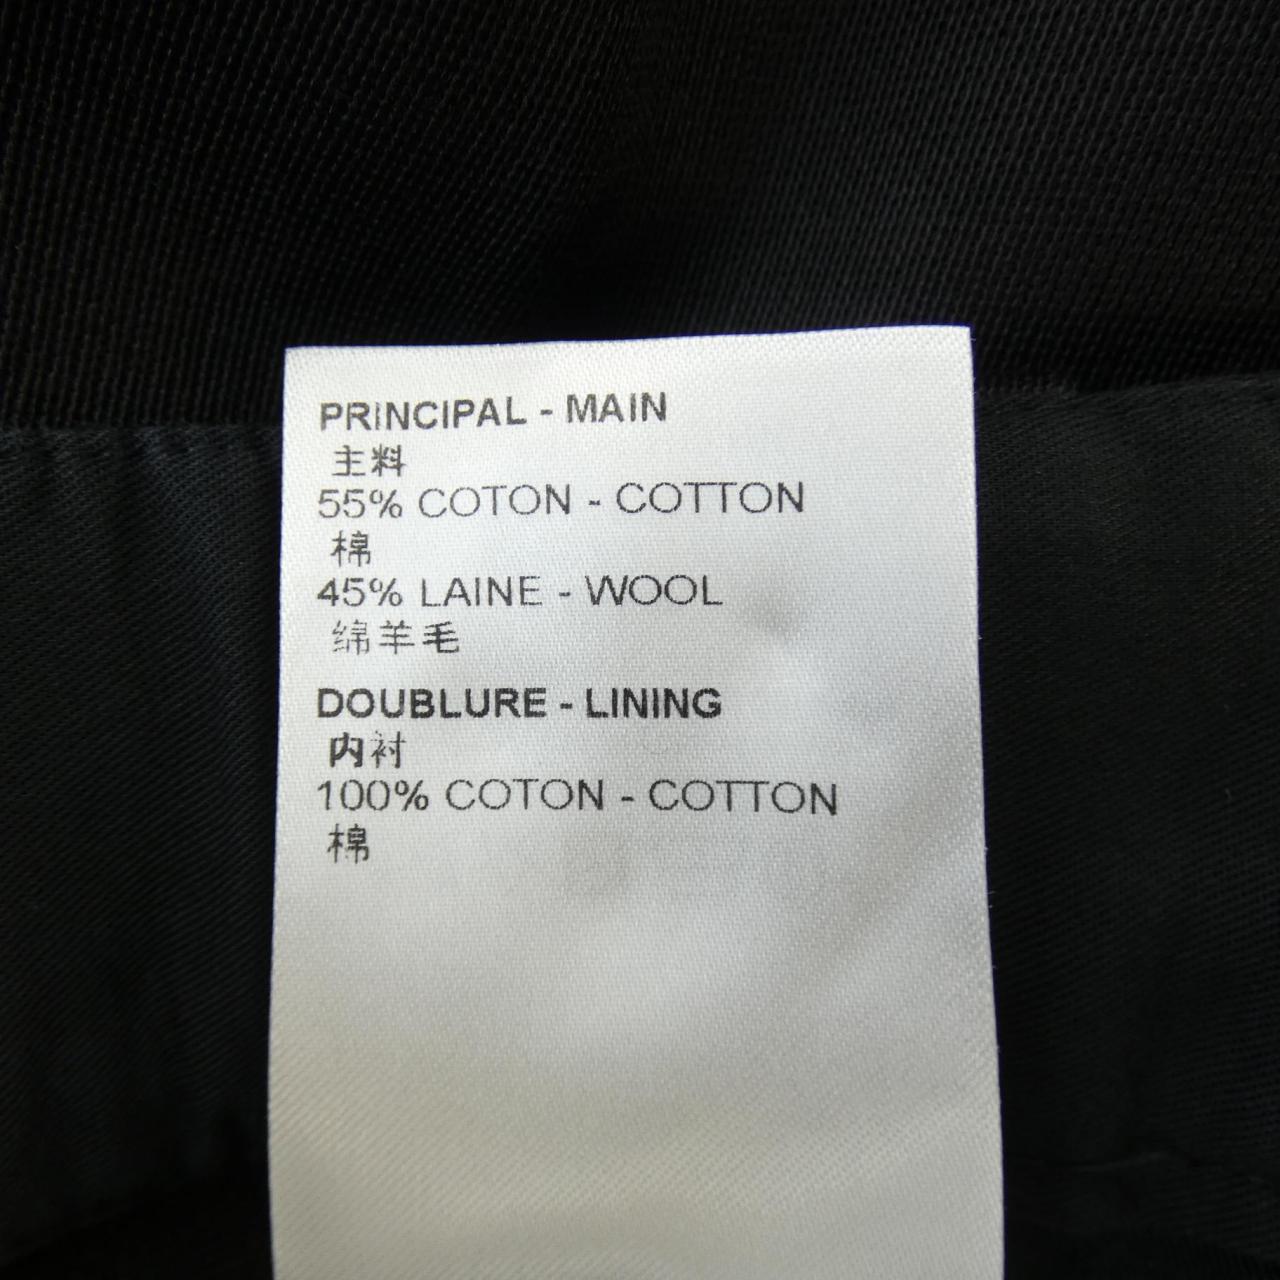 PRINCIPAL - MAIN
主料
55% COTON - COTTON
棉
45% LAINE - WOOL
绵羊毛
DOUBLURE - LINING
内衬
100% COTON - COTTON
棉